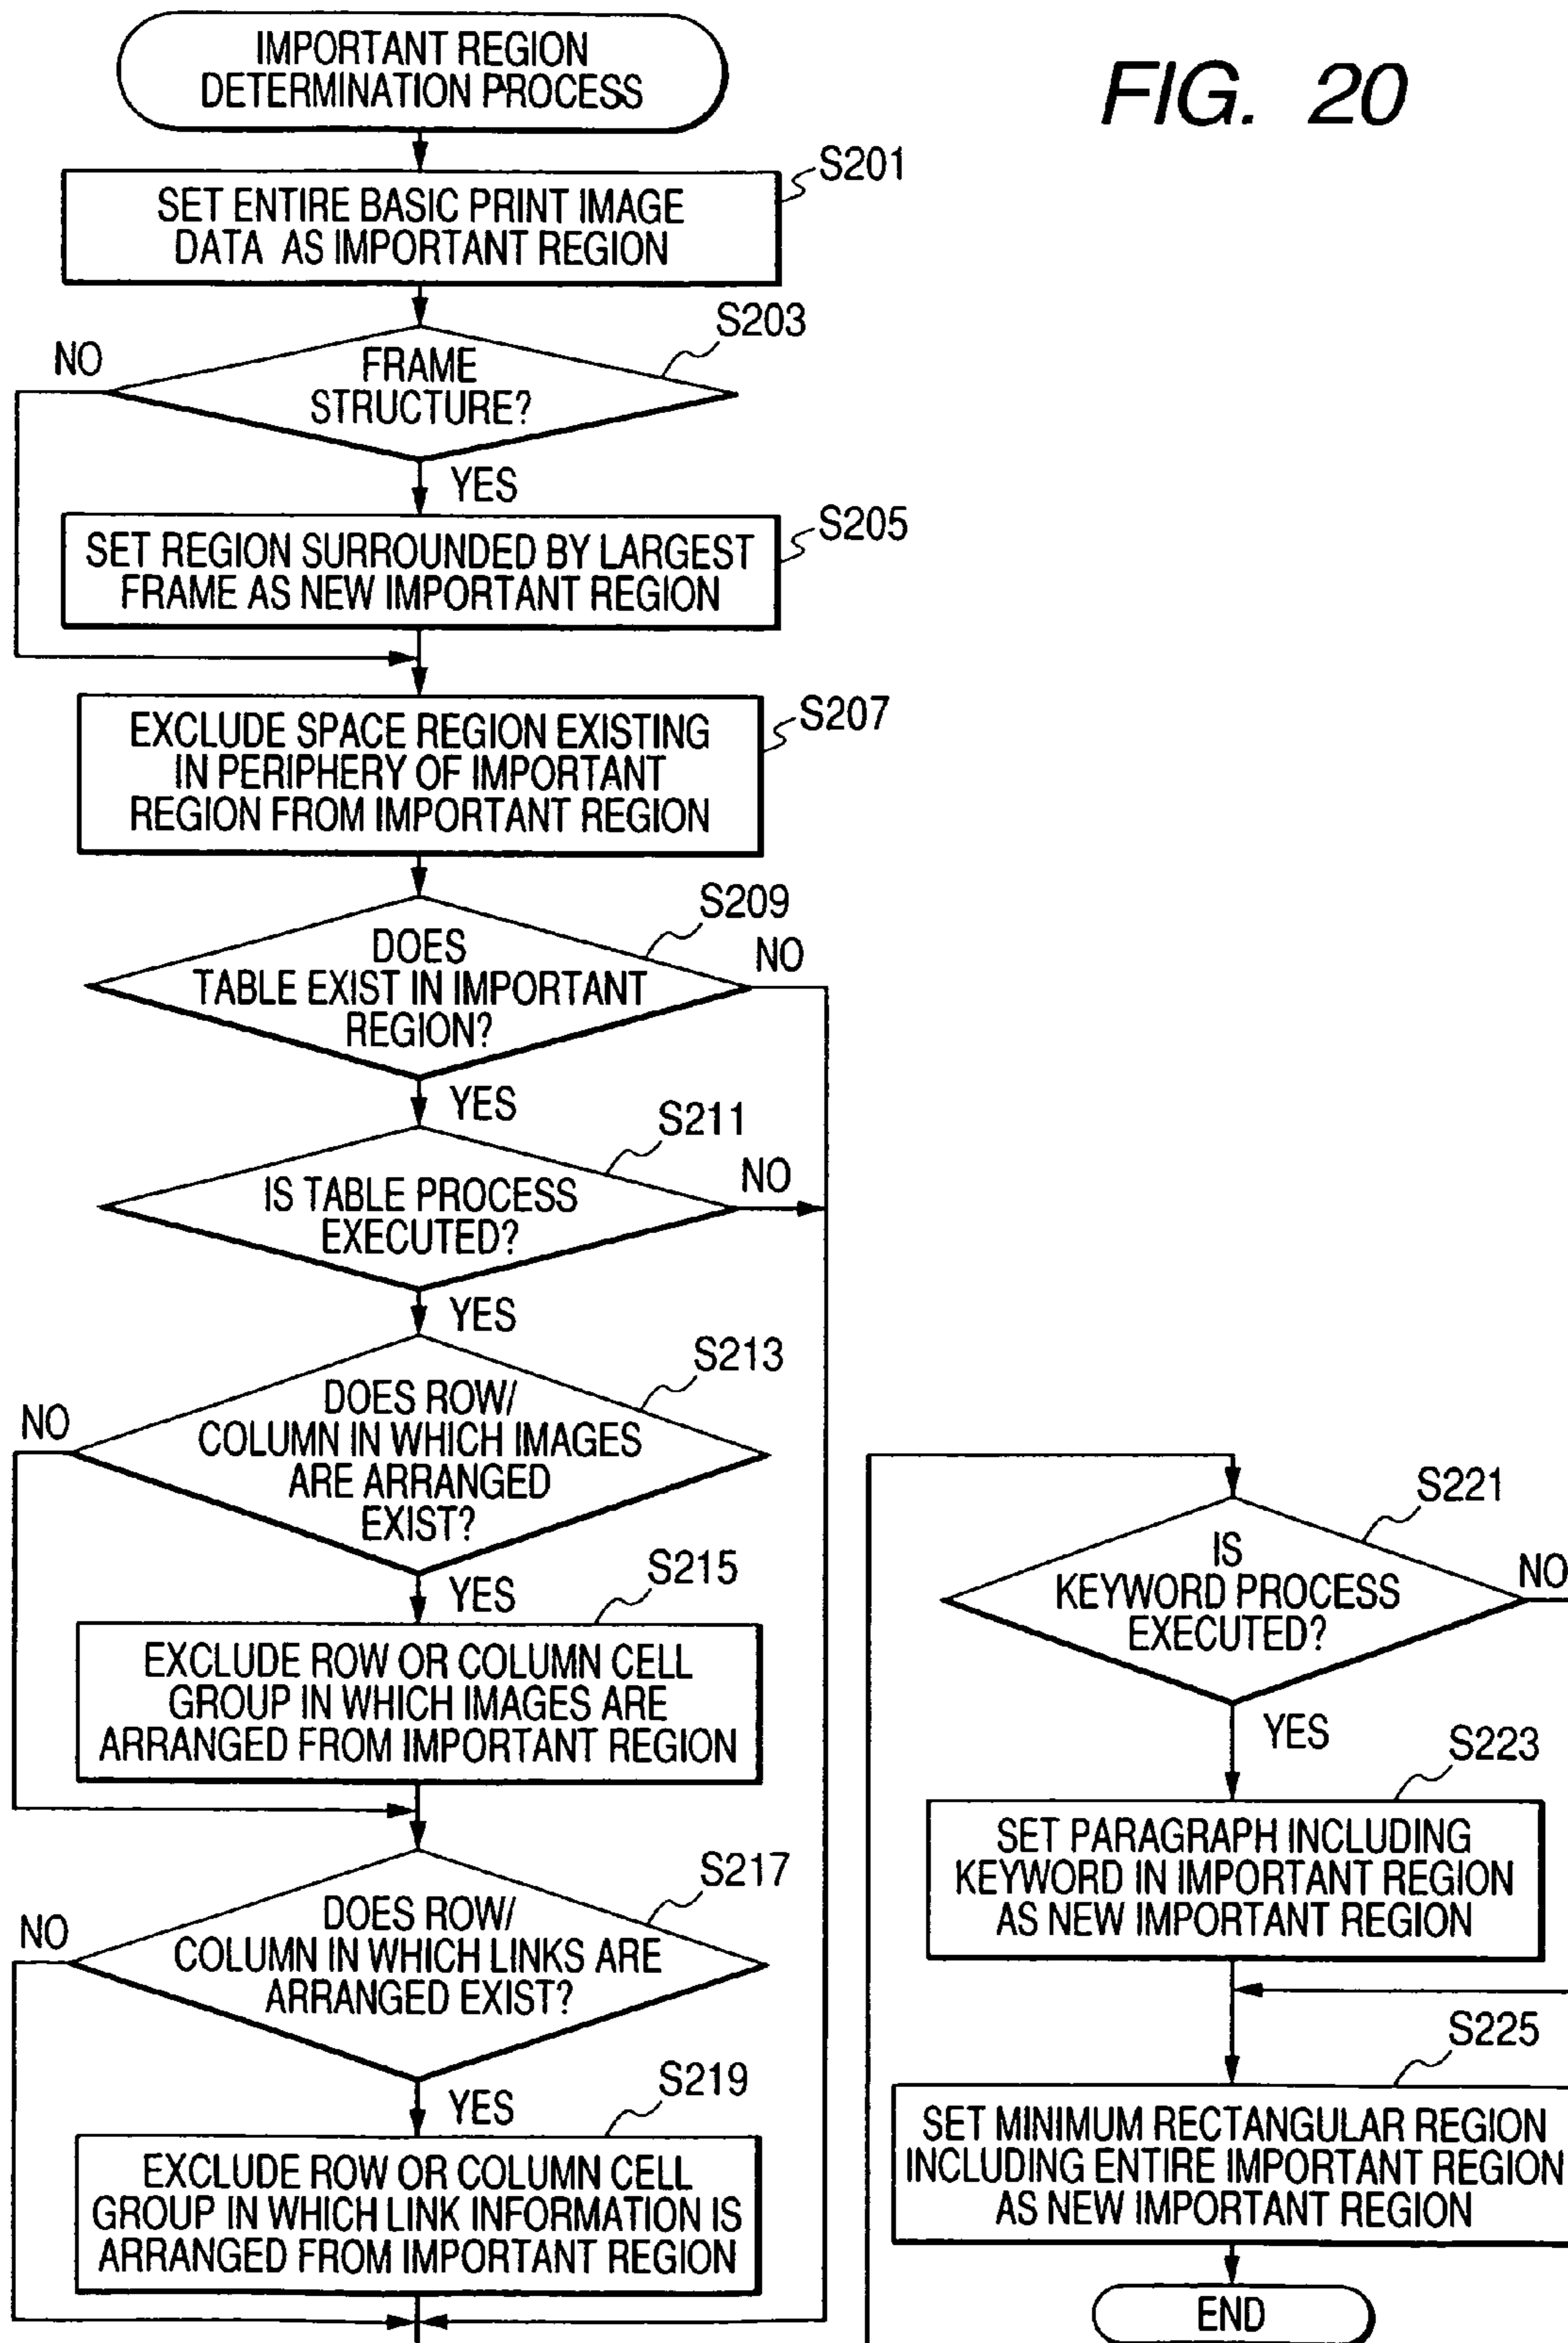 FIG. 20
IMPORTANT REGION
DETERMINATION PROCESS
S201
SET ENTIRE BASIC PRINT IMAGE
DATA AS IMPORTANT REGION
S203
NO
FRAME
STRUCTURE?
YES
S205
SET REGION SURROUNDED BY LARGEST
FRAME AS NEW IMPORTANT REGION
S207
EXCLUDE SPACE REGION EXISTING
IN PERIPHERY OF IMPORTANT
REGION FROM IMPORTANT REGION
S209
DOES
TABLE EXIST IN IMPORTANT
REGION?
NO
YES
S211
IS TABLE PROCESS
EXECUTED?
NO
YES
S213
NO
DOES ROW/
COLUMN IN WHICH IMAGES
ARE ARRANGED
EXIST?
YES
S215
EXCLUDE ROW OR COLUMN CELL
GROUP IN WHICH IMAGES ARE
ARRANGED FROM IMPORTANT REGION
S217
NO
DOES ROW/
COLUMN IN WHICH LINKS ARE
ARRANGED EXIST?
YES
S219
EXCLUDE ROW OR COLUMN CELL
GROUP IN WHICH LINK INFORMATION IS
ARRANGED FROM IMPORTANT REGION
S221
IS
KEYWORD PROCESS
EXECUTED?
NO
YES
S223
SET PARAGRAPH INCLUDING
KEYWORD IN IMPORTANT REGION
AS NEW IMPORTANT REGION
S225
SET MINIMUM RECTANGULAR REGION
INCLUDING ENTIRE IMPORTANT REGION
AS NEW IMPORTANT REGION
END